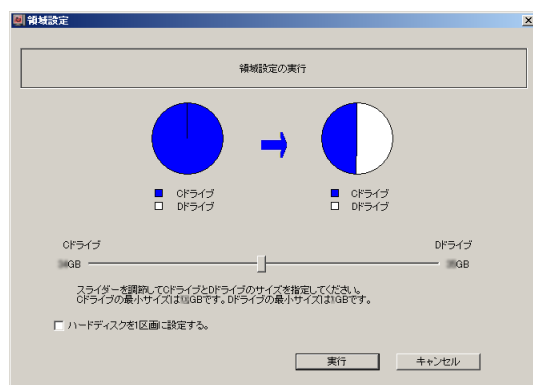 領域設定
領域設定の実行
Cドライブ
Dドライブ
Cドライブ
Dドライブ
Cドライブ
Dドライブ
GB
GB
スライダーを調節してCドライブとDドライブのサイズを指定してください。
Cドライブの最小サイズはGBです。Dドライブの最小サイズは1GBです。
ハードディスクを1区画に設定する。
実行
キャンセル